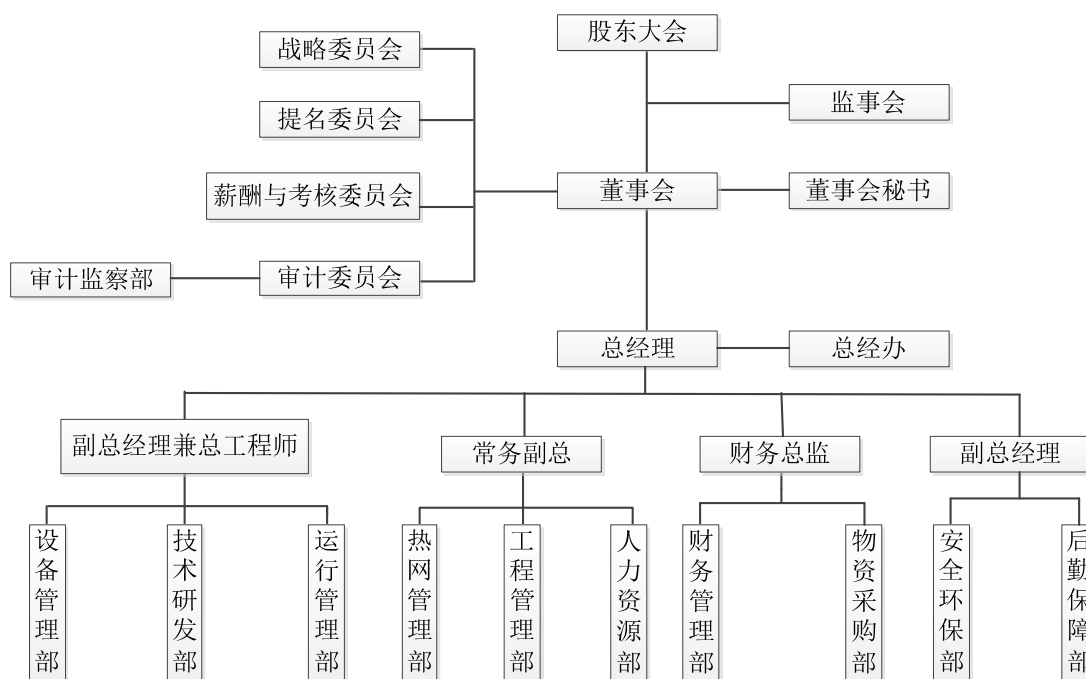 股东大会
战略委员会
监事会
提名委员会
薪酬与考核委员会
董事会
董事会秘书
审计监察部
审计委员会
总经理
总经办
副总经理兼总工程师
常务副总
财务总监
副总经理
设备管理部
技术研发部
运行管理部
热网管理部
工程管理部
人力资源部
财务管理部
物资采购部
安全环保部
后勤保障部